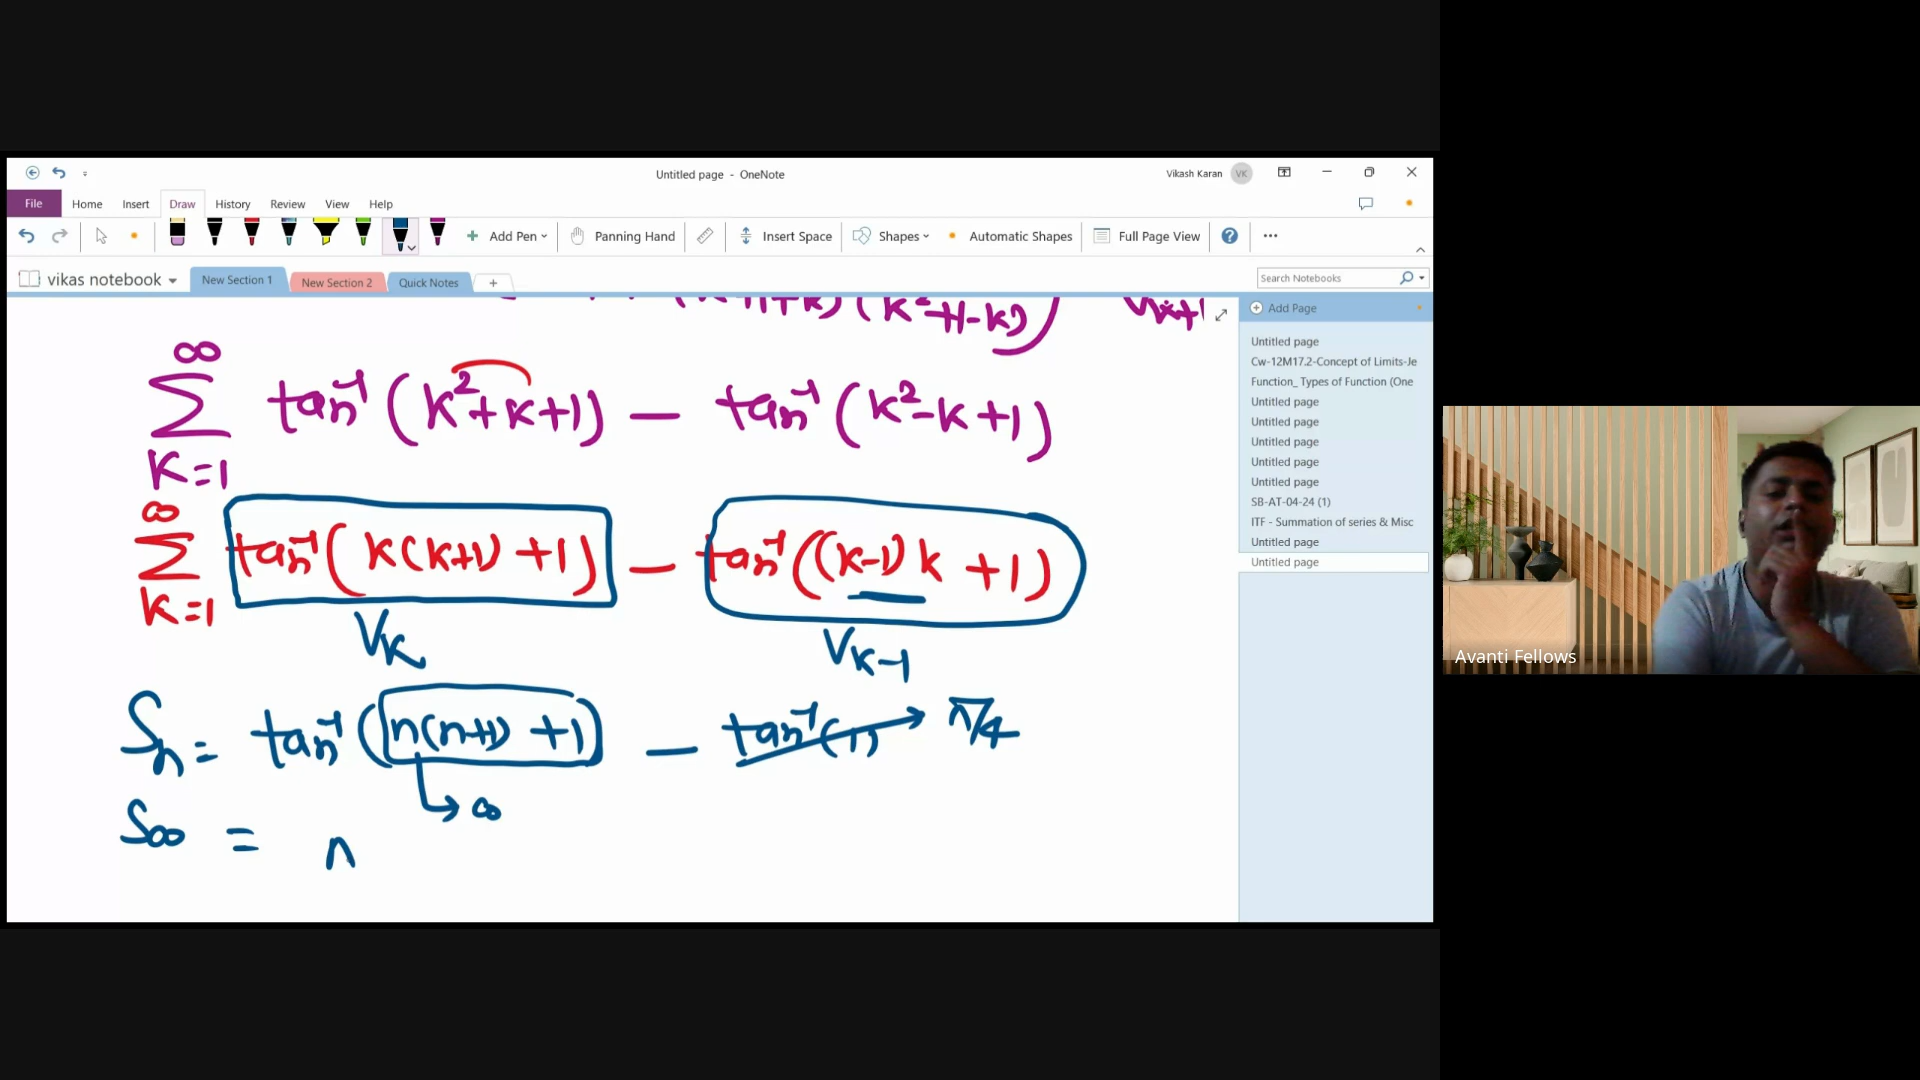 Untitled page - OneNote
Vikash Karan VK
File Home Insert Draw History Review View Help
Add Pen Panning Hand Insert Space Shapes Automatic Shapes Full Page View
vikas notebook New Section 1 New Section 2 Quick Notes +
Search Notebooks
Add Page
Untitled page
Cw-12M17.2-Concept of Limits-Je
Function_ Types of Function (One
Untitled page
Untitled page
Untitled page
Untitled page
Untitled page
SB-AT-04-24 (1)
ITF - Summation of series & Misc
Untitled page
Untitled page
(k²+1-k)
∞
Σ tan⁻¹(k²+k+1) — tan⁻¹(k²-k+1)
K=1
∞
Σ tan⁻¹(k(k+1) +1) — tan⁻¹((k-1)k +1)
K=1
Vk Vk-1
Sn = tan⁻¹(n(n+1) +1) — tan⁻¹(1) → π/4
→ ∞
S∞ = n
Avanti Fellows